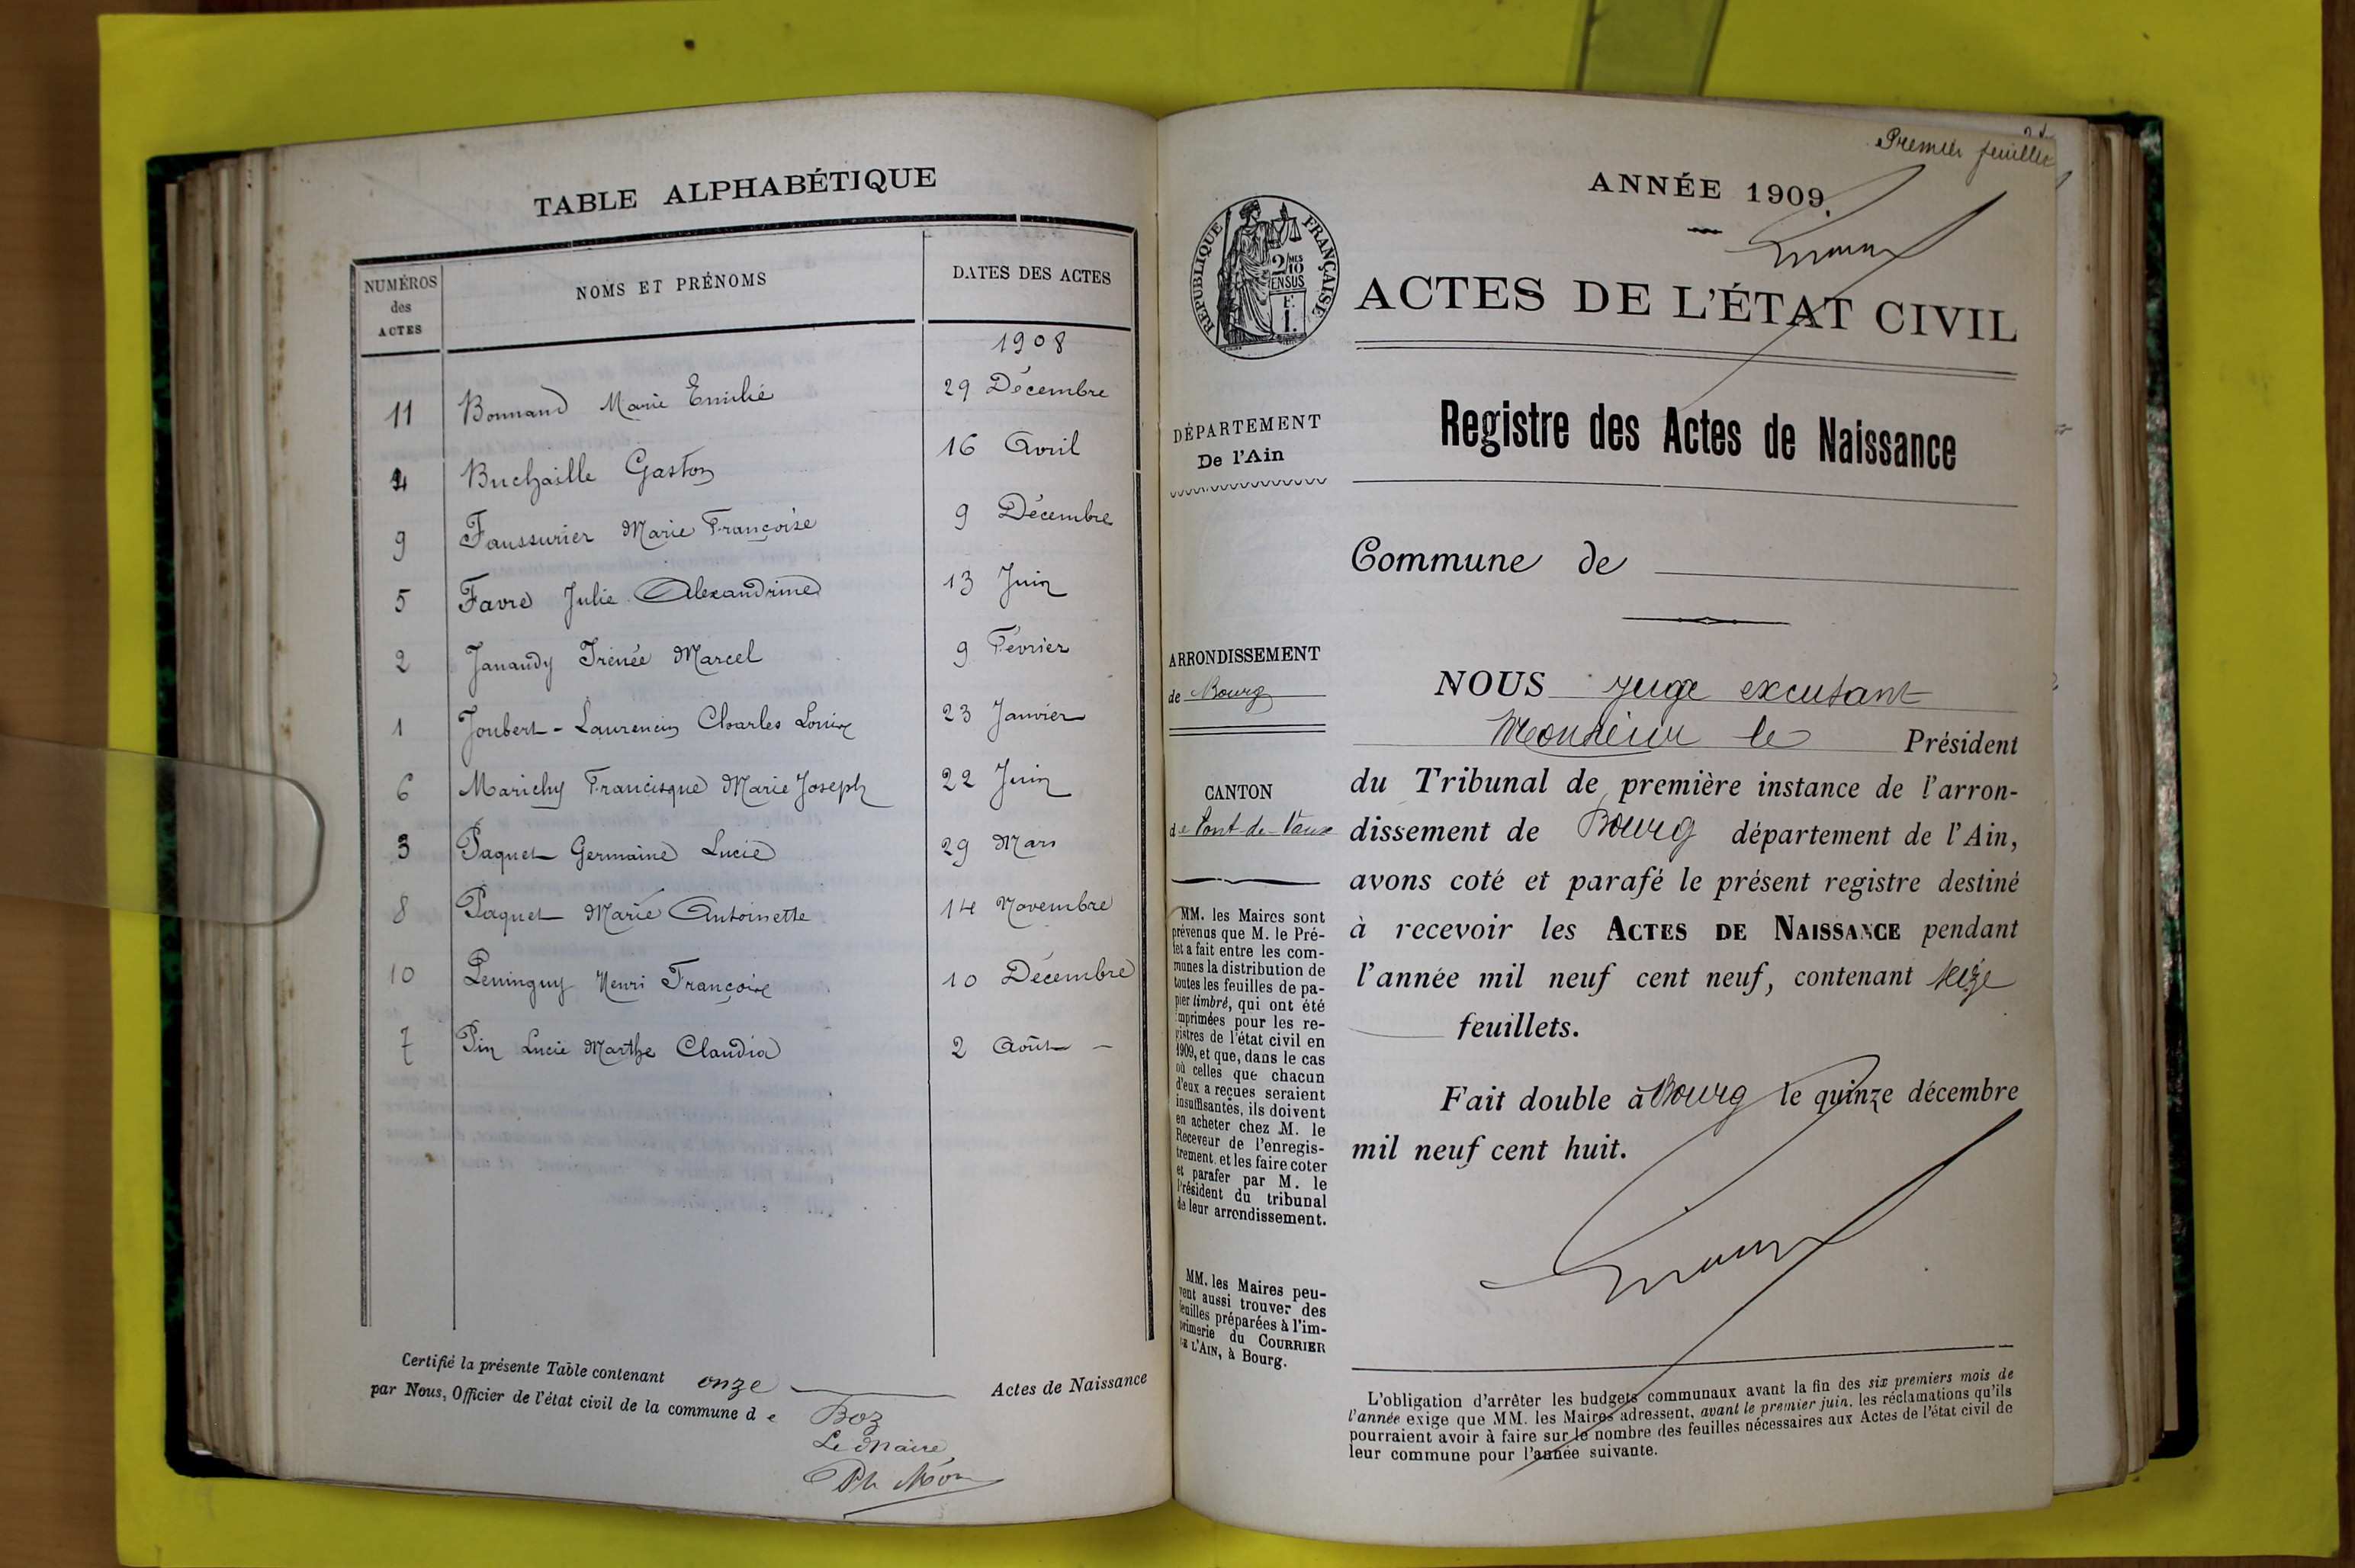 TABLE ALPHABÉTIQUE
NUMÉROS des ACTES
NOMS ET PRÉNOMS
DATES DES ACTES
1908
11 Bonnand Marie Emilie 29 Décembre
4 Buchaille Gaston 16 Avril
9 Faussurier Marie Françoise 9 Décembre
5 Favre Julie Alexandrine 13 Juin
2 Janaudy Irénée Marcel 9 Février
1 Joubert-Laurencin Charles Louis 23 Janvier
6 Marichy Francisque Marie Joseph 22 Juin
3 Paquet Germaine Lucie 29 Mars
8 Paquet Marie Antoinette 14 Novembre
10 Peninguy Henri François 10 Décembre
7 Pin Lucie Marthe Claudia 2 Août
Certifié la présente Table contenant onze Actes de Naissance
par Nous, Officier de l'état civil de la commune de Boz
Le Maire
Premier feuillet
ANNÉE 1909.
RÉPUBLIQUE FRANÇAISE
2/10 EN SUS
ACTES DE L'ÉTAT CIVIL
Registre des Actes de Naissance
DÉPARTEMENT
De l'Ain
Commune de
ARRONDISSEMENT
de Bourg
CANTON
de Pont-de-Vaux
MM. les Maires sont
prévenus que M. le Pré-
fet a fait entre les com-
munes la distribution de
toutes les feuilles de pa-
pier timbré, qui ont été
imprimées pour les re-
gistres de l'état civil en
1909, et que, dans le cas
où celles que chacun
d'eux a reçues seraient
insuffisantes, ils doivent
en acheter chez M. le
Receveur de l'enregis-
trement, et les faire coter
et parafer par M. le
Président du tribunal
de leur arrondissement.
MM. les Maires peu-
vent aussi trouver des
feuilles préparées à l'im-
primerie du COURRIER
DE L'AIN, à Bourg.
NOUS Juge excusant
Monsieur le Président
du Tribunal de première instance de l'arron-
dissement de Bourg département de l'Ain,
avons coté et parafé le présent registre destiné
à recevoir les ACTES DE NAISSANCE pendant
l'année mil neuf cent neuf, contenant seize
feuillets.
Fait double à Bourg le quinze décembre
mil neuf cent huit.
L'obligation d'arrêter les budgets communaux avant la fin des six premiers mois de
l'année exige que MM. les Maires adressent, avant le premier juin, les réclamations qu'ils
pourraient avoir à faire sur le nombre des feuilles nécessaires aux Actes de l'état civil de
leur commune pour l'année suivante.